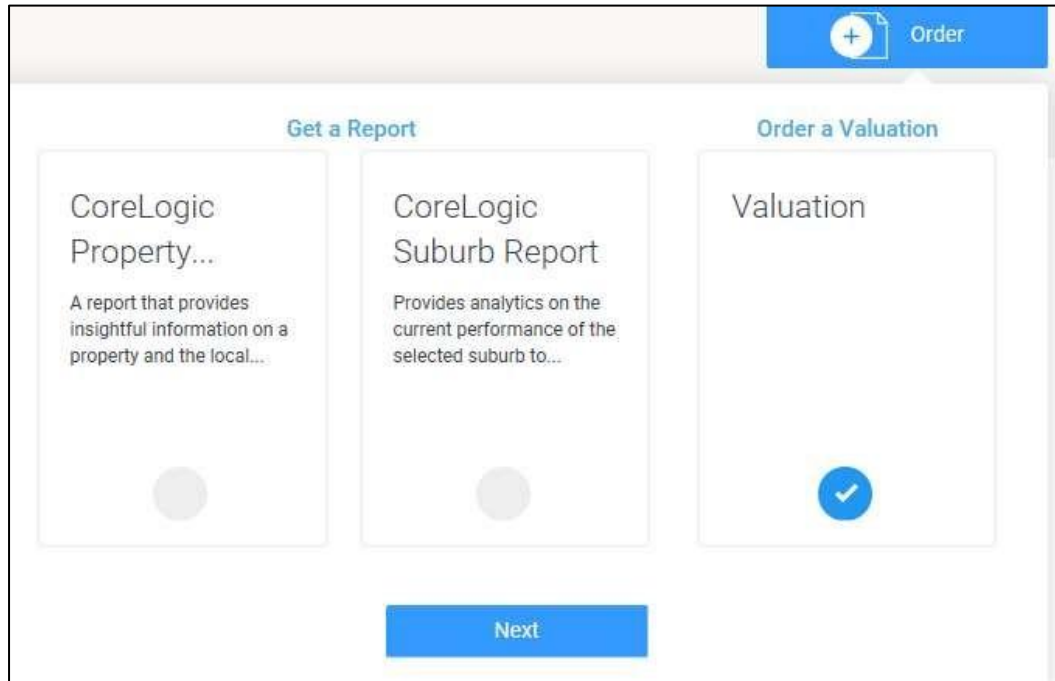 Order
Get a Report
Order a Valuation
CoreLogic
Property...
A report that provides
insightful information on a
property and the local...
CoreLogic
Suburb Report
Provides analytics on the
current performance of the
selected suburb to...
Valuation
Next